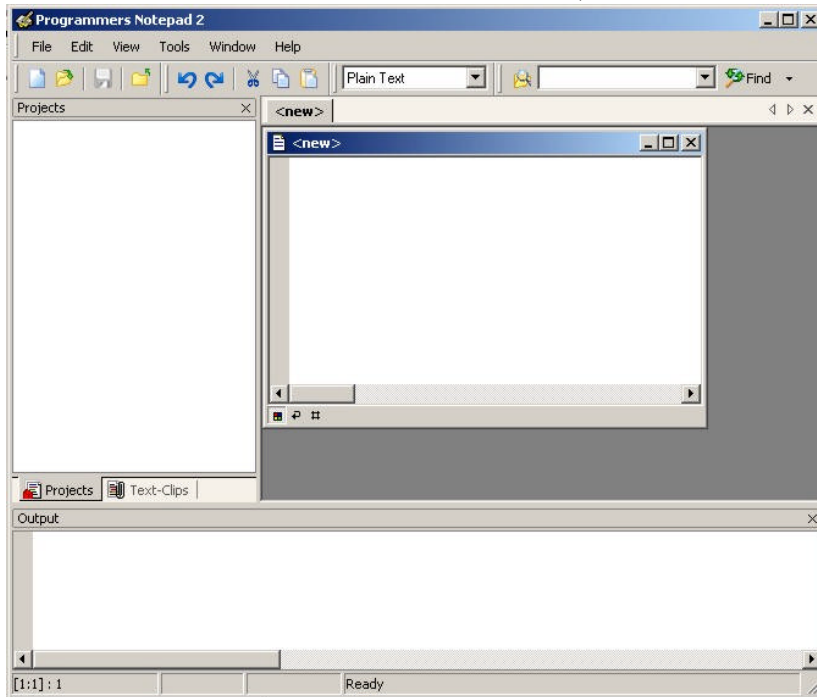 Programmers Notepad 2
File Edit View Tools Window Help
Plain Text Find
Projects <new>
<new>
Projects Text-Clips
Output
[1:1] : 1 Ready